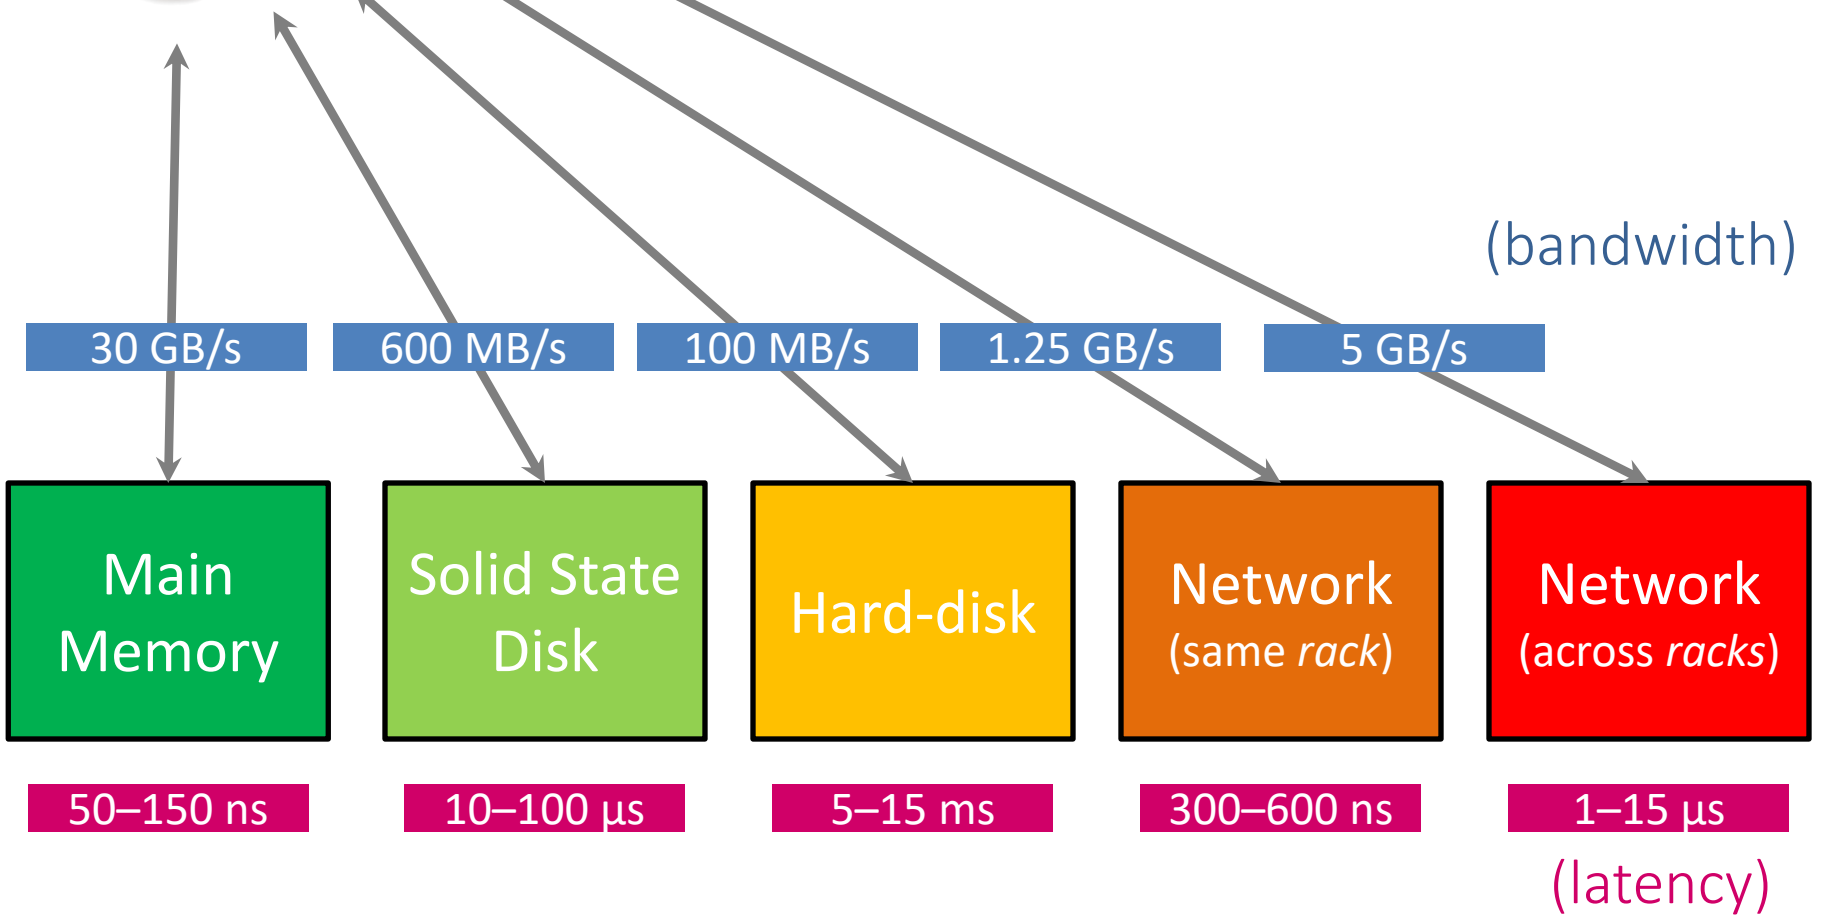 (bandwidth)
30 GB/s
600 MB/s
100 MB/s
1.25 GB/s
5 GB/s
Main
Memory
Solid State
Disk
Hard-disk
Network
(same rack)
Network
(across racks)
50–150 ns
10–100 μs
5–15 ms
300–600 ns
1–15 μs
(latency)